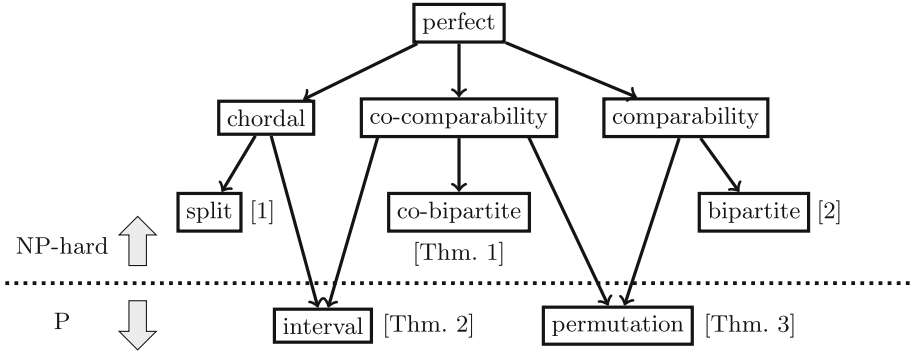 perfect
chordal co-comparability comparability
split [1] co-bipartite bipartite [2]
NP-hard [Thm. 1]
P interval [Thm. 2] permutation [Thm. 3]